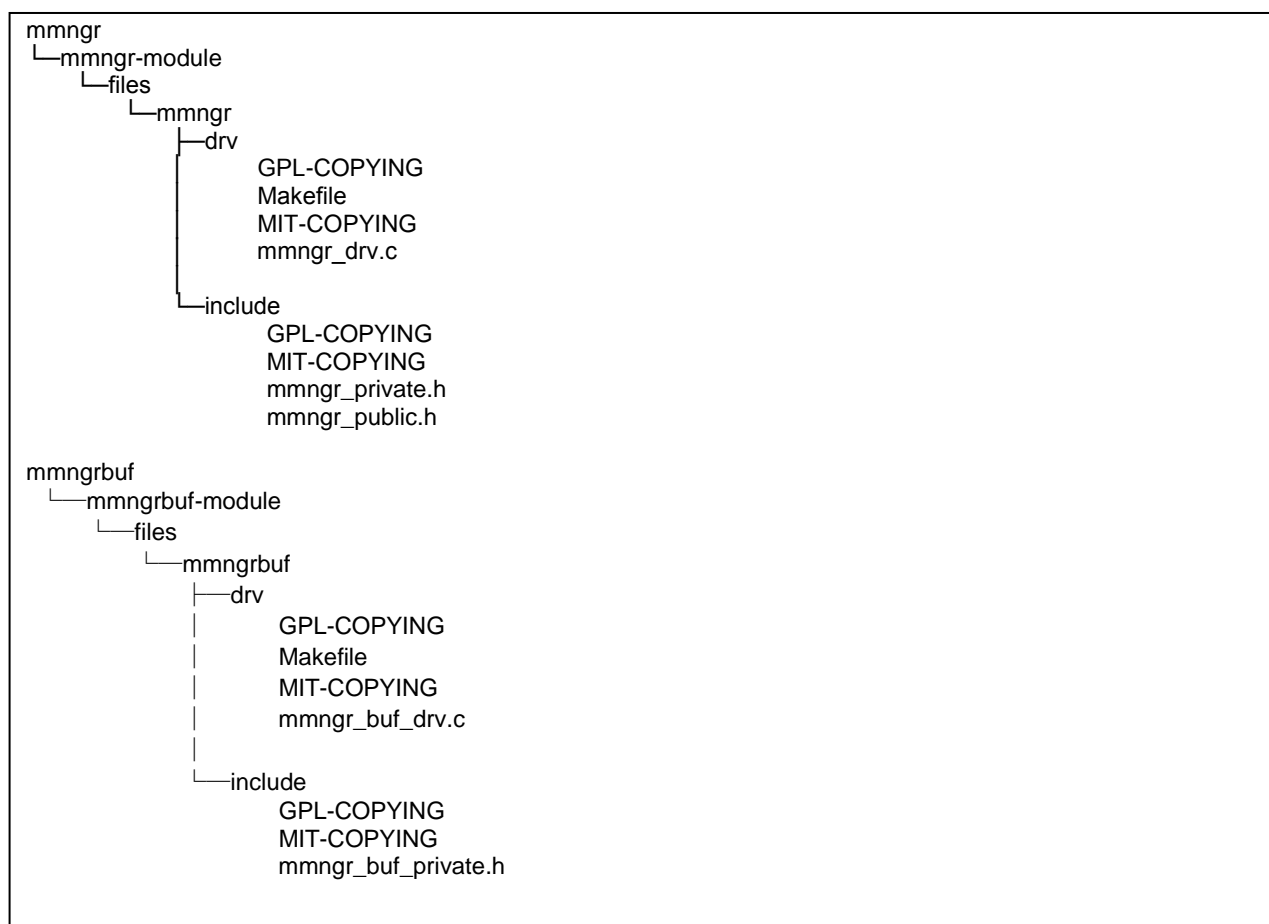 mmngr
└─mmngr-module
└─files
└─mmngr
├─drv
GPL-COPYING
Makefile
MIT-COPYING
mmngr_drv.c
└─include
GPL-COPYING
MIT-COPYING
mmngr_private.h
mmngr_public.h
mmngrbuf
└──mmngrbuf-module
└──files
└──mmngrbuf
├──drv
│ GPL-COPYING
│ Makefile
│ MIT-COPYING
│ mmngr_buf_drv.c
│
└──include
GPL-COPYING
MIT-COPYING
mmngr_buf_private.h